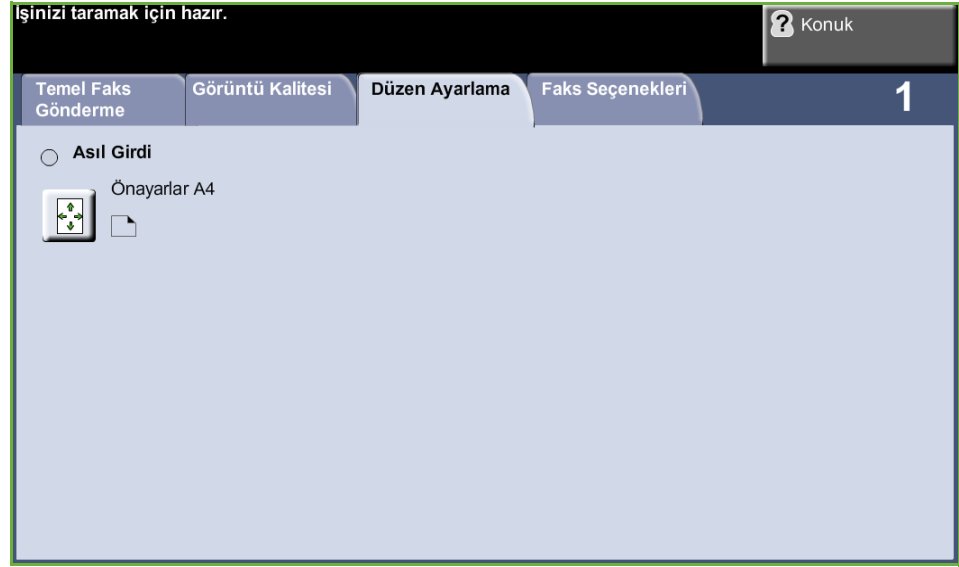 İşinizi taramak için hazır.
? Konuk
Temel Faks
Gönderme
Görüntü Kalitesi
Düzen Ayarlama
Faks Seçenekleri
1
Asıl Girdi
Önayarlar A4